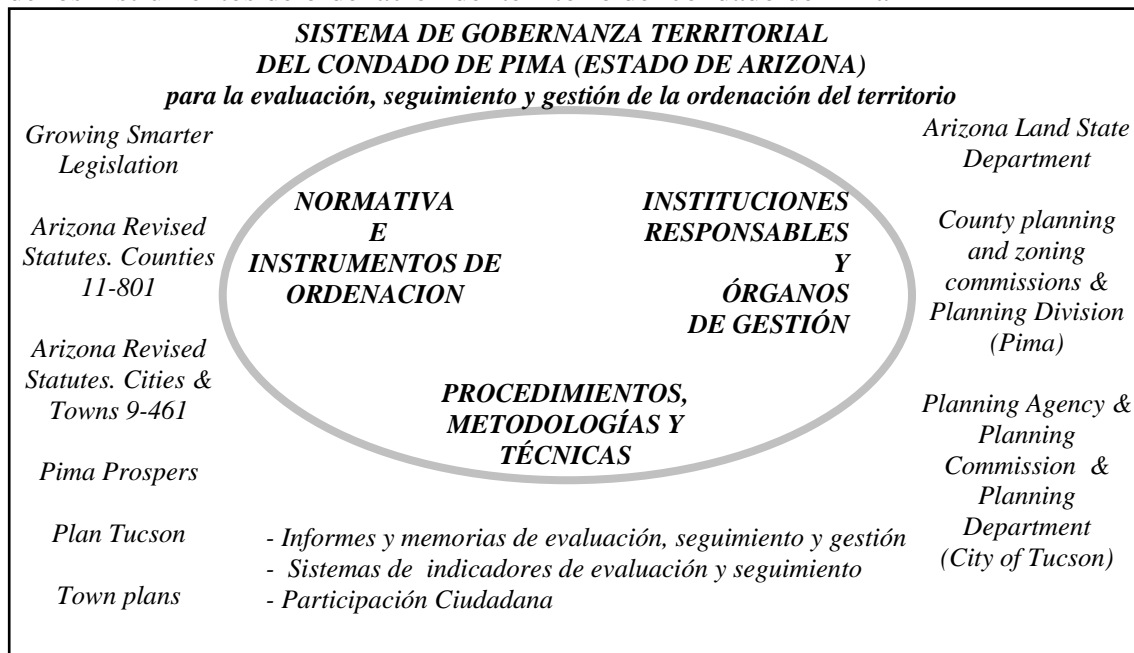 SISTEMA DE GOBERNANZA TERRITORIAL
DEL CONDADO DE PIMA (ESTADO DE ARIZONA)
para la evaluación, seguimiento y gestión de la ordenación del territorio
Growing Smarter
Legislation
Arizona Revised
Statutes. Counties
11-801
Arizona Revised
Statutes. Cities &
Towns 9-461
Pima Prospers
Plan Tucson
Town plans
NORMATIVA
E
INSTRUMENTOS DE
ORDENACION
INSTITUCIONES
RESPONSABLES
Y
ÓRGANOS
DE GESTIÓN
PROCEDIMIENTOS,
METODOLOGÍAS Y
TÉCNICAS
- Informes y memorias de evaluación, seguimiento y gestión
- Sistemas de indicadores de evaluación y seguimiento
- Participación Ciudadana
Arizona Land State
Department
County planning
and zoning
commissions &
Planning Division
(Pima)
Planning Agency &
Planning
Commission &
Planning
Department
(City of Tucson)